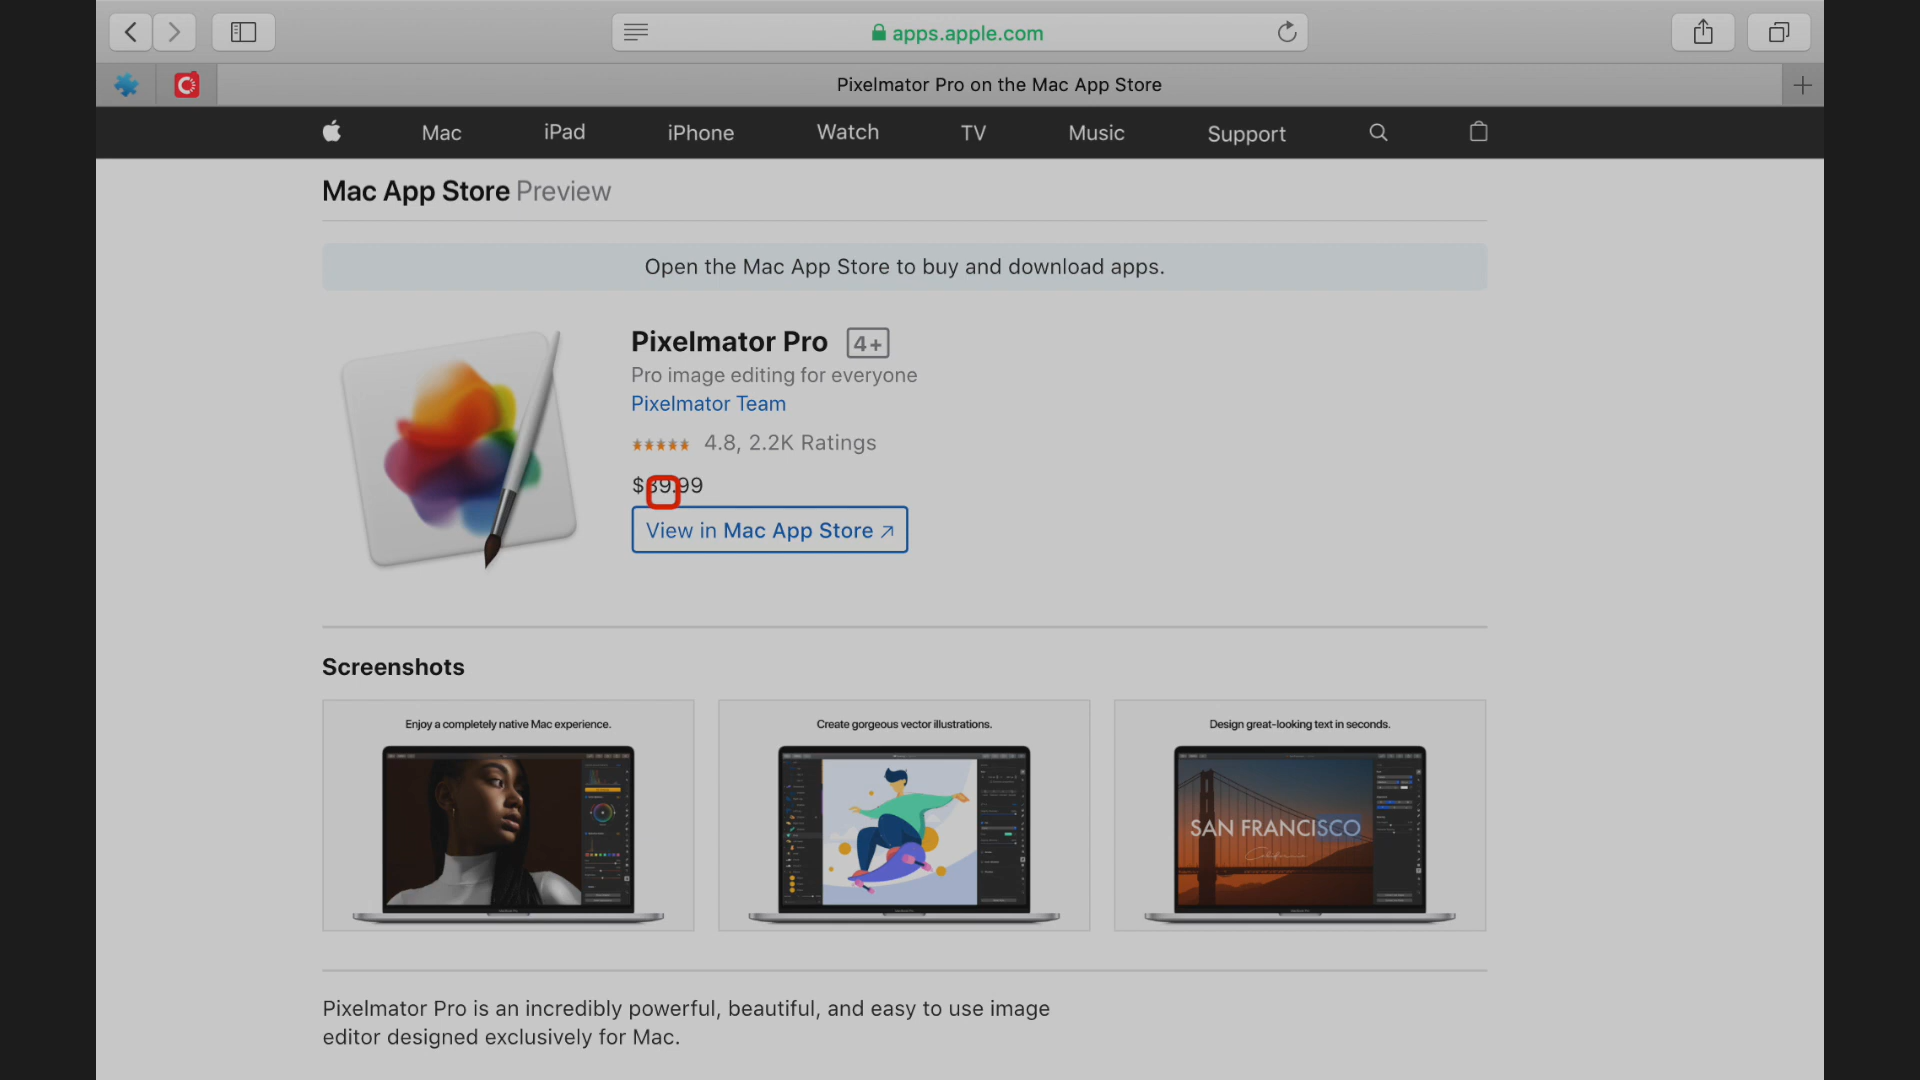 apps.apple.com
Pixelmator Pro on the Mac App Store
Mac iPad iPhone Watch TV Music Support
Mac App Store Preview
Open the Mac App Store to buy and download apps.
Pixelmator Pro 4+
Pro image editing for everyone
Pixelmator Team
4.8, 2.2K Ratings
$39.99
View in Mac App Store ↗
Screenshots
Enjoy a completely native Mac experience.
Create gorgeous vector illustrations.
Design great-looking text in seconds.
SAN FRANCISCO
California
Pixelmator Pro is an incredibly powerful, beautiful, and easy to use image
editor designed exclusively for Mac.